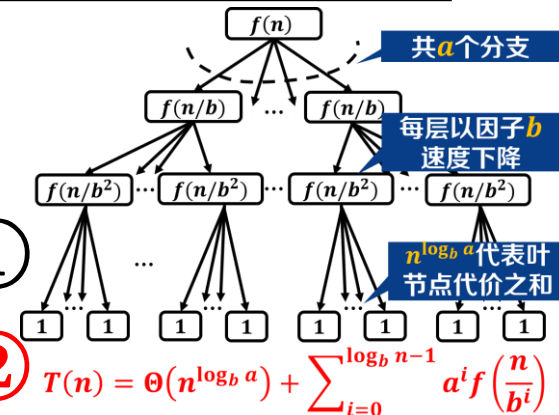 f(n)
共a个分支
f(n/b) ... f(n/b)
每层以因子b
速度下降
f(n/b²) ... f(n/b²) ... f(n/b²) ... f(n/b²)
n^{log_b a}代表叶
节点代价之和
...
... ... ... ...
1 1 1 1 1 1 1 1
2 T(n) = Θ(n^{log_b a}) + ∑_{i=0}^{log_b n−1} a^i f(n/b^i)